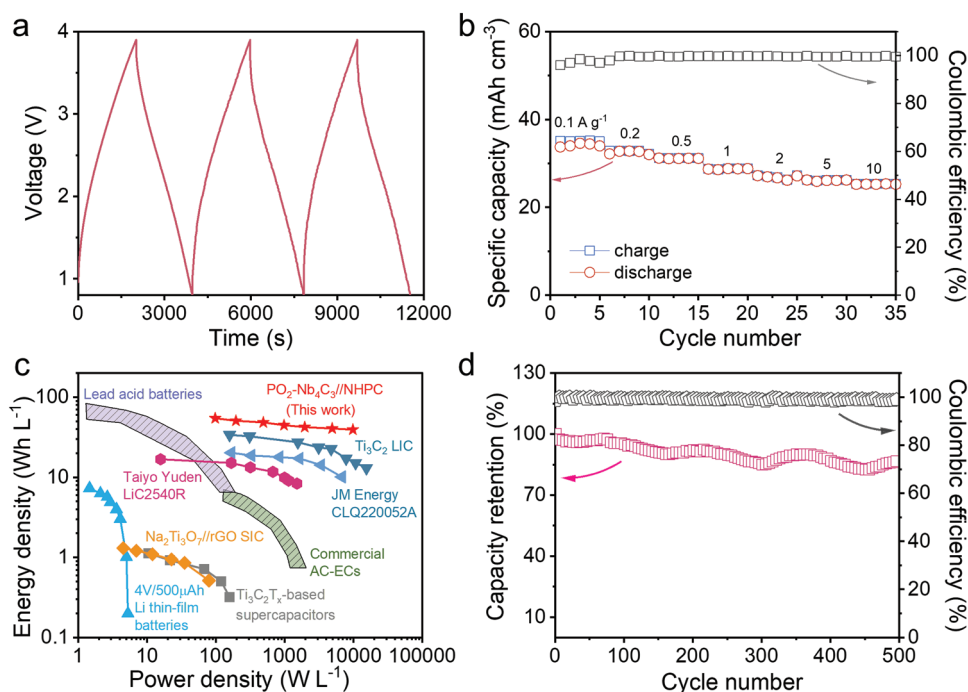 a
4
3
2
1
Voltage (V)
0
3000
6000
9000
12000
Time (s)
b
60
40
20
0
Specific capacity (mAh cm⁻³)
0.1 A g⁻¹
0.2
0.5
1
2
5
10
charge
discharge
0
5
10
15
20
25
30
35
Cycle number
100
80
60
40
20
0
Coulombic efficiency (%)
c
100
10
1
0.1
Energy density (Wh L⁻¹)
Lead acid batteries
PO₂-Nb₄C₃//NHPC
(This work)
Ti₃C₂ LIC
Taiyo Yuden
LiC2540R
JM Energy
CLQ220052A
Na₂Ti₃O₇//rGO SIC
Commercial
AC-ECs
4V/500μAh
Li thin-film
batteries
Ti₃C₂Tₓ-based
supercapacitors
1
10
100
1000
10000
100000
Power density (W L⁻¹)
d
130
110
90
70
50
30
10
Capacity retention (%)
0
100
200
300
400
500
Cycle number
100
80
60
40
20
0
Coulombic efficiency (%)